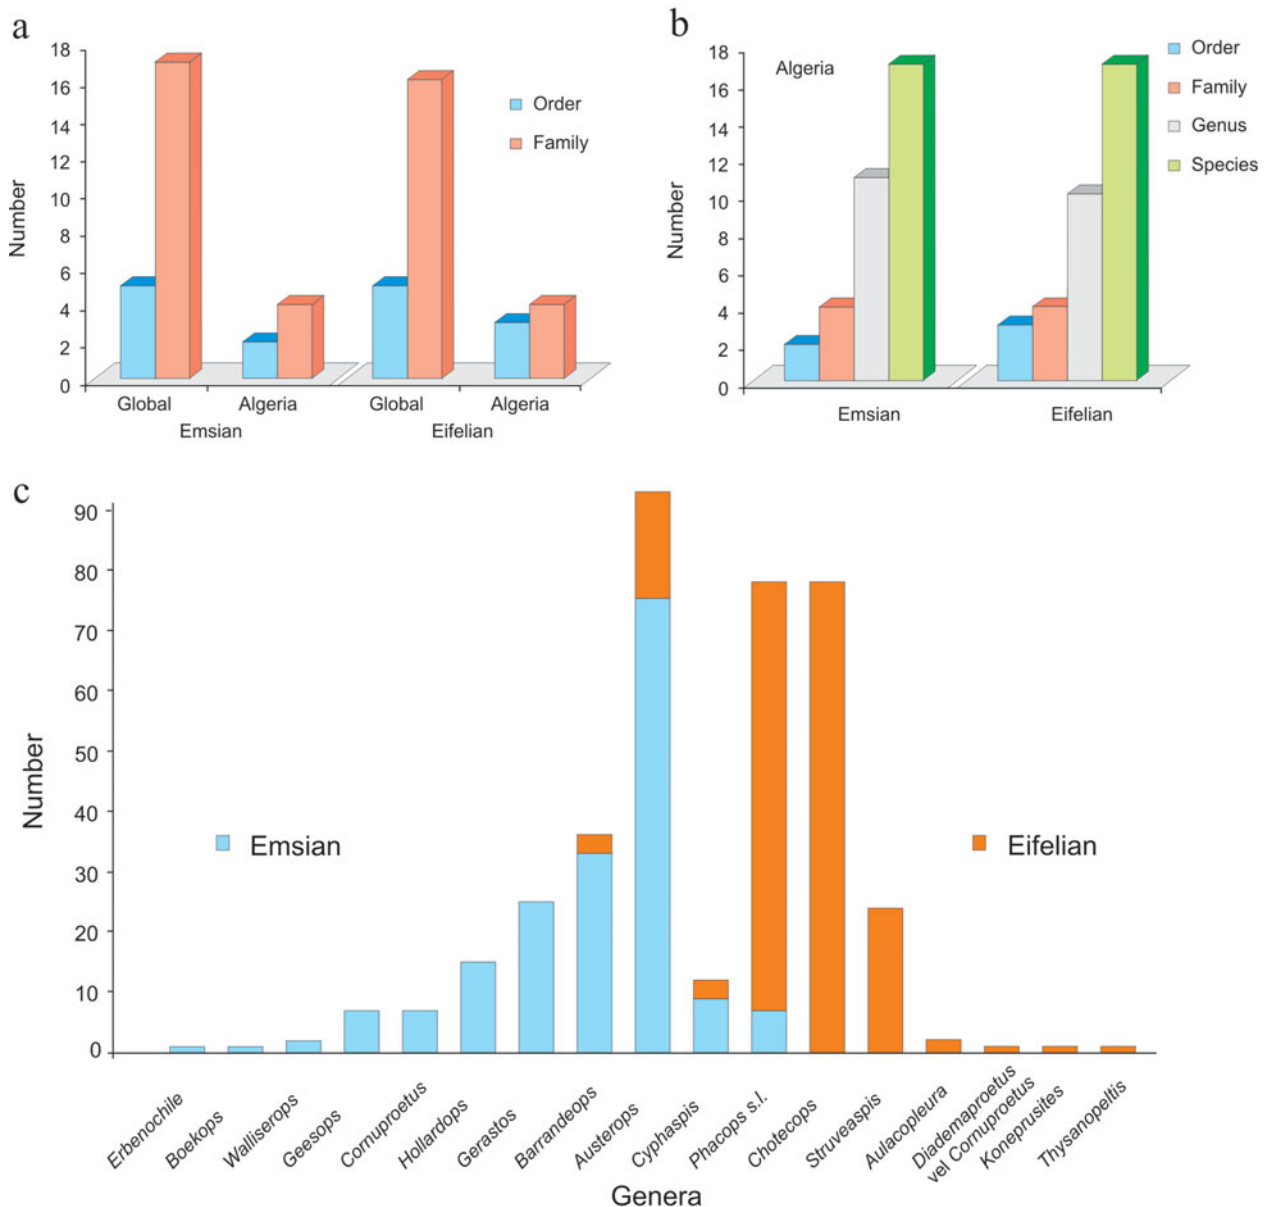 a
18
16
14
12
10
8
6
4
2
0
Number
Order
Family
Global
Algeria
Global
Algeria
Emsian
Eifelian
b
18
16
14
12
10
8
6
4
2
0
Number
Algeria
Order
Family
Genus
Species
Emsian
Eifelian
c
90
80
70
60
50
40
30
20
10
0
Number
Emsian
Eifelian
Erbenochile
Boekops
Walliserops
Geesops
Cornuproetus
Hollardops
Gerastos
Barrandeops
Austerops
Cyphaspis
Phacops s.l.
Chotecops
Struveaspis
Aulacopleura
Diademaproetus
vel Cornuproetus
Koneprusites
Thysanopeltis
Genera